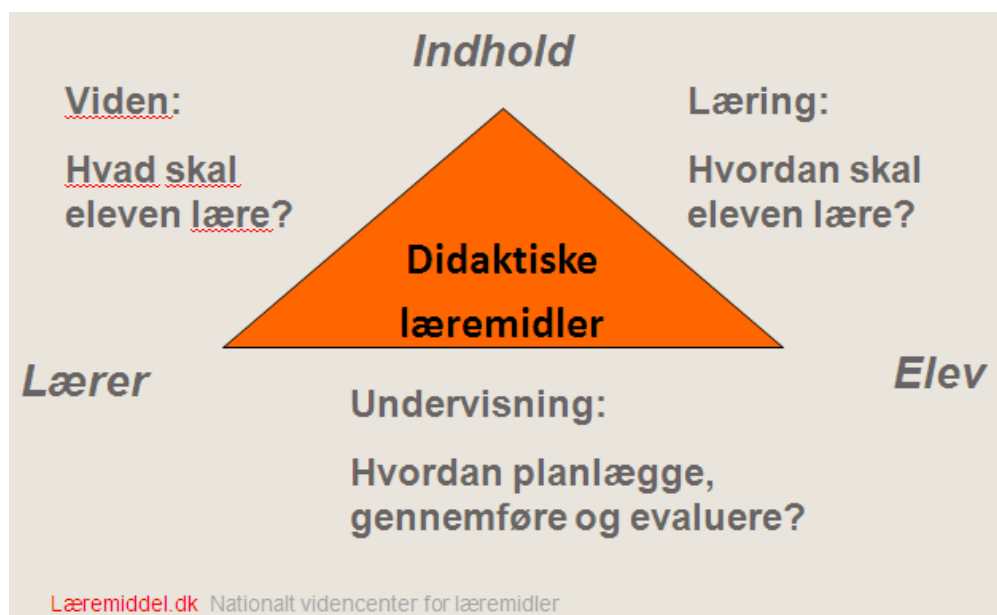 Indhold
Viden:
Hvad skal
eleven lære?
Læring:
Hvordan skal
eleven lære?
Didaktiske
læremidler
Lærer
Elev
Undervisning:
Hvordan planlægge,
gennemføre og evaluere?
Læremiddel.dk Nationalt videncenter for læremidler